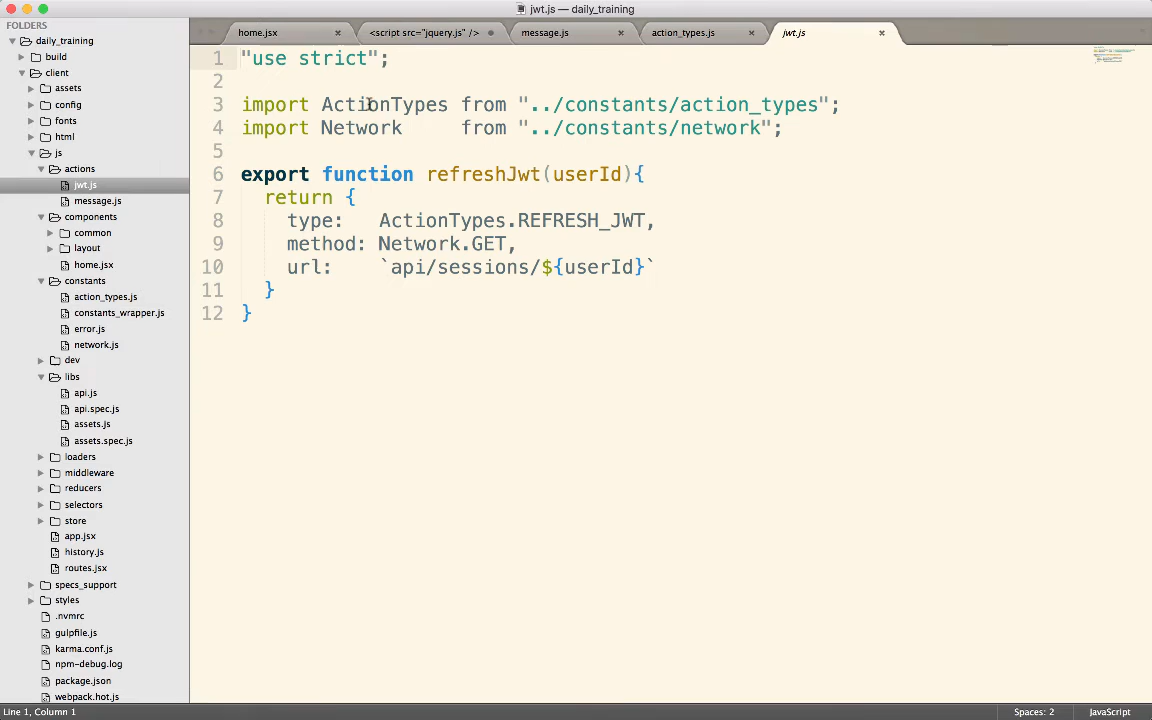 jwt.js — daily_training
FOLDERS
daily_training
build
client
assets
config
fonts
html
js
actions
jwt.js
message.js
components
common
layout
home.jsx
constants
action_types.js
constants_wrapper.js
error.js
network.js
dev
libs
api.js
api.spec.js
assets.js
assets.spec.js
loaders
middleware
reducers
selectors
store
app.jsx
history.js
routes.jsx
specs_support
styles
.nvmrc
gulpfile.js
karma.conf.js
npm-debug.log
package.json
webpack.hot.js
home.jsx
<script src="jquery.js" />
message.js
action_types.js
jwt.js
1 "use strict";
2
3 import ActionTypes from "../constants/action_types";
4 import Network from "../constants/network";
5
6 export function refreshJwt(userId){
7 return {
8 type: ActionTypes.REFRESH_JWT,
9 method: Network.GET,
10 url: `api/sessions/${userId}`
11 }
12 }
Line 1, Column 1
Spaces: 2
JavaScript